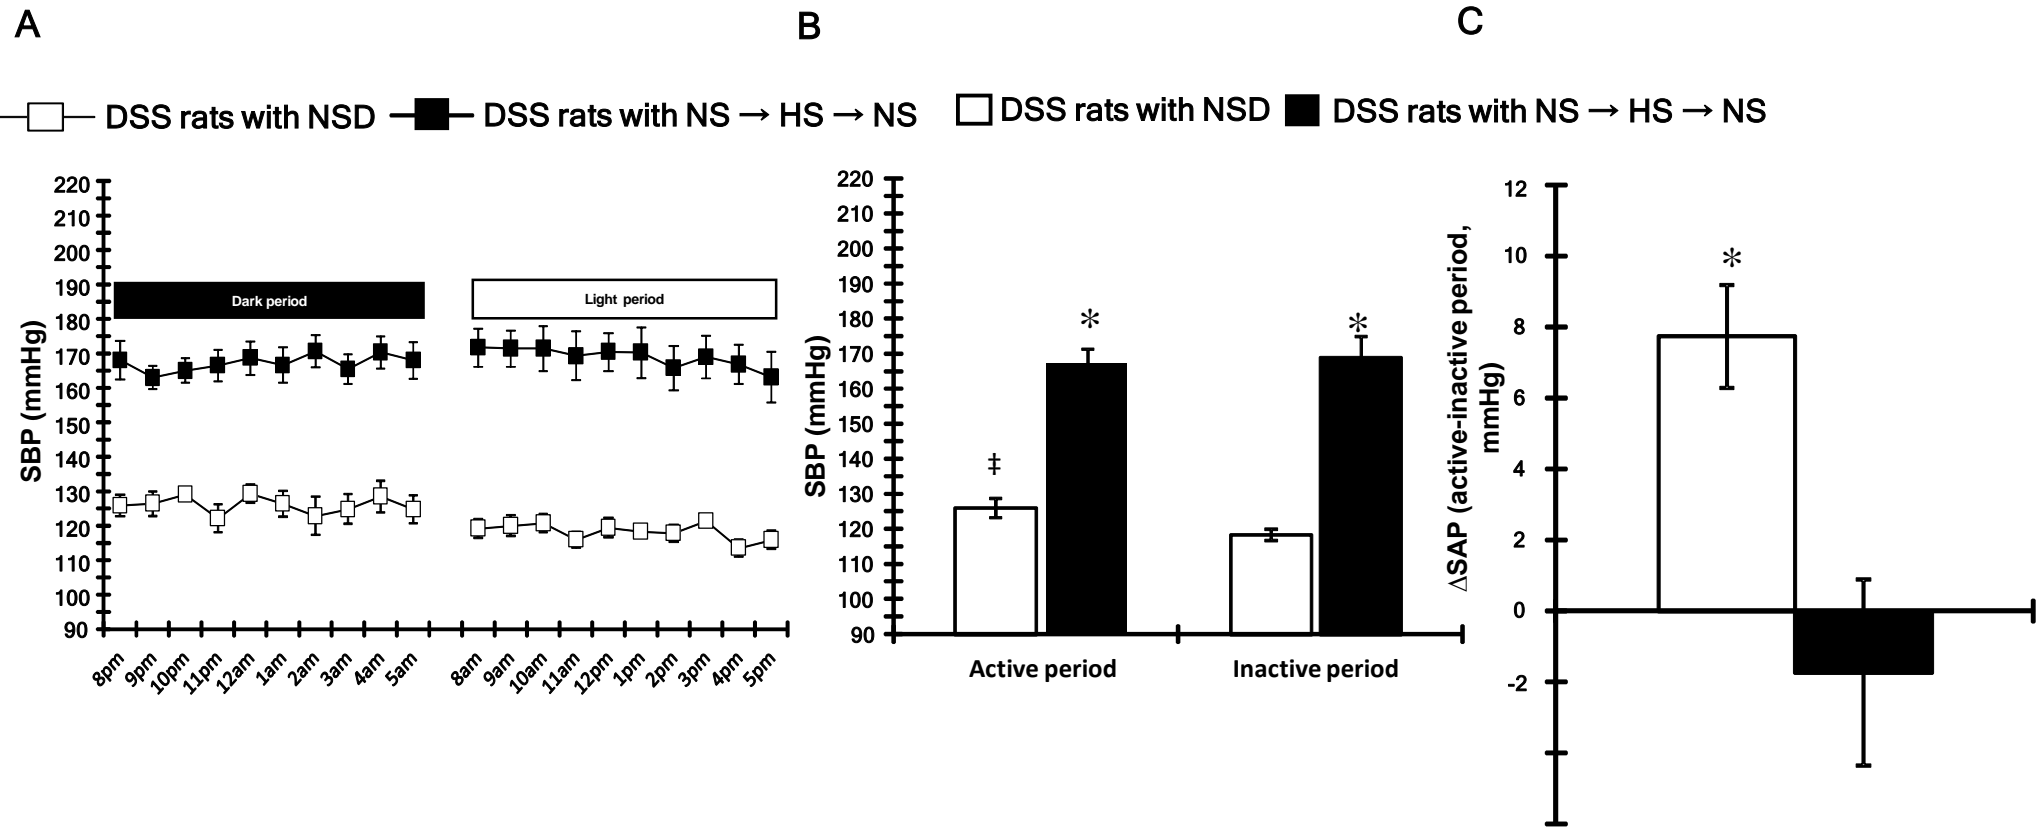 A
B
C
DSS rats with NSD
DSS rats with NS → HS → NS
DSS rats with NSD
DSS rats with NS → HS → NS
SBP (mmHg)
220
210
200
190
180
170
160
150
140
130
120
110
100
90
Dark period
Light period
8pm
9pm
10pm
11pm
12am
1am
2am
3am
4am
5am
8am
9am
10am
11am
12pm
1pm
2pm
3pm
4pm
5pm
SBP (mmHg)
220
210
200
190
180
170
160
150
140
130
120
110
100
90
‡
*
*
Active period
Inactive period
ΔSAP (active-inactive period,
mmHg)
12
10
8
6
4
2
0
-2
*